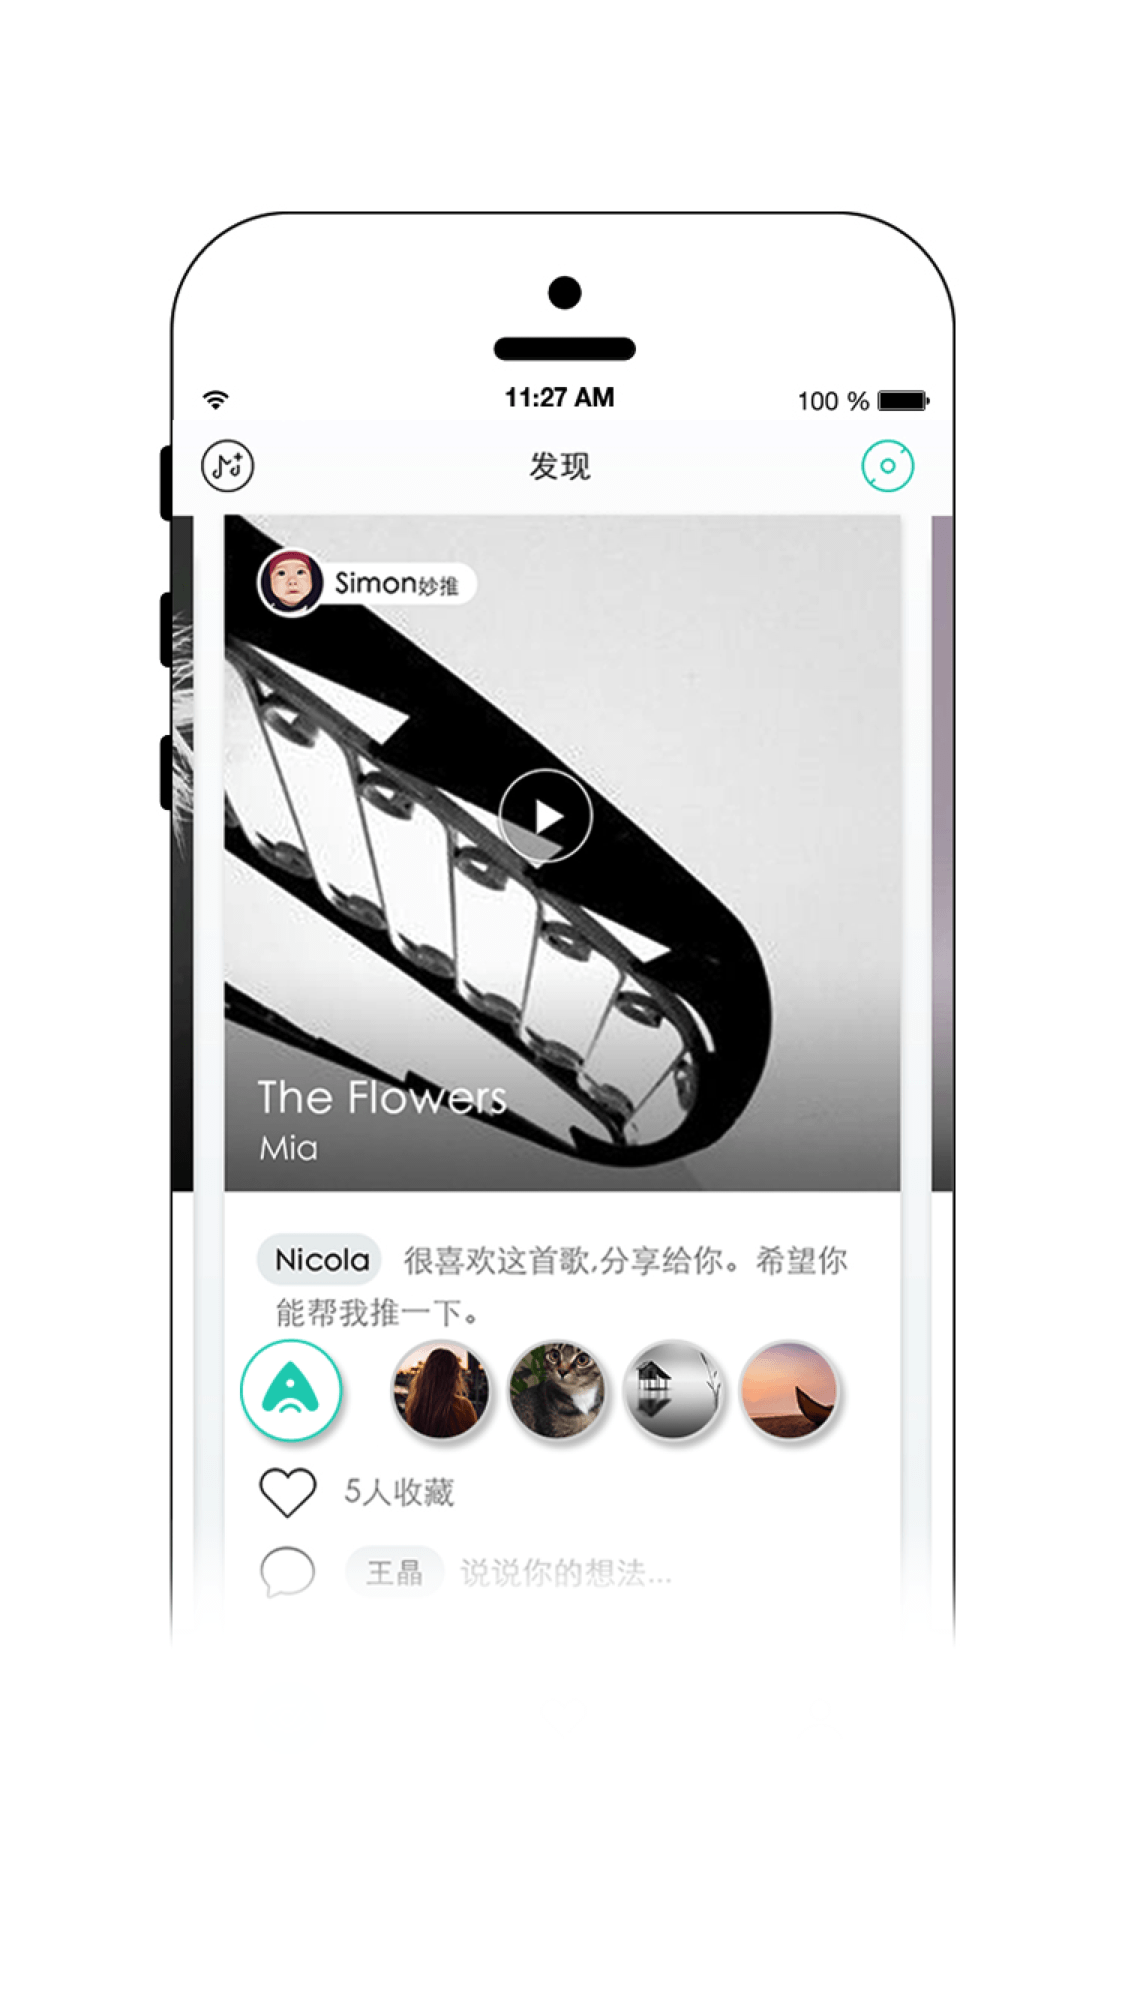 11:27 AM
100 %
发现
Simon妙推
The Flowers
Mia
Nicola 很喜欢这首歌,分享给你。希望你
能帮我推一下。
5人收藏
王晶 说说你的想法...